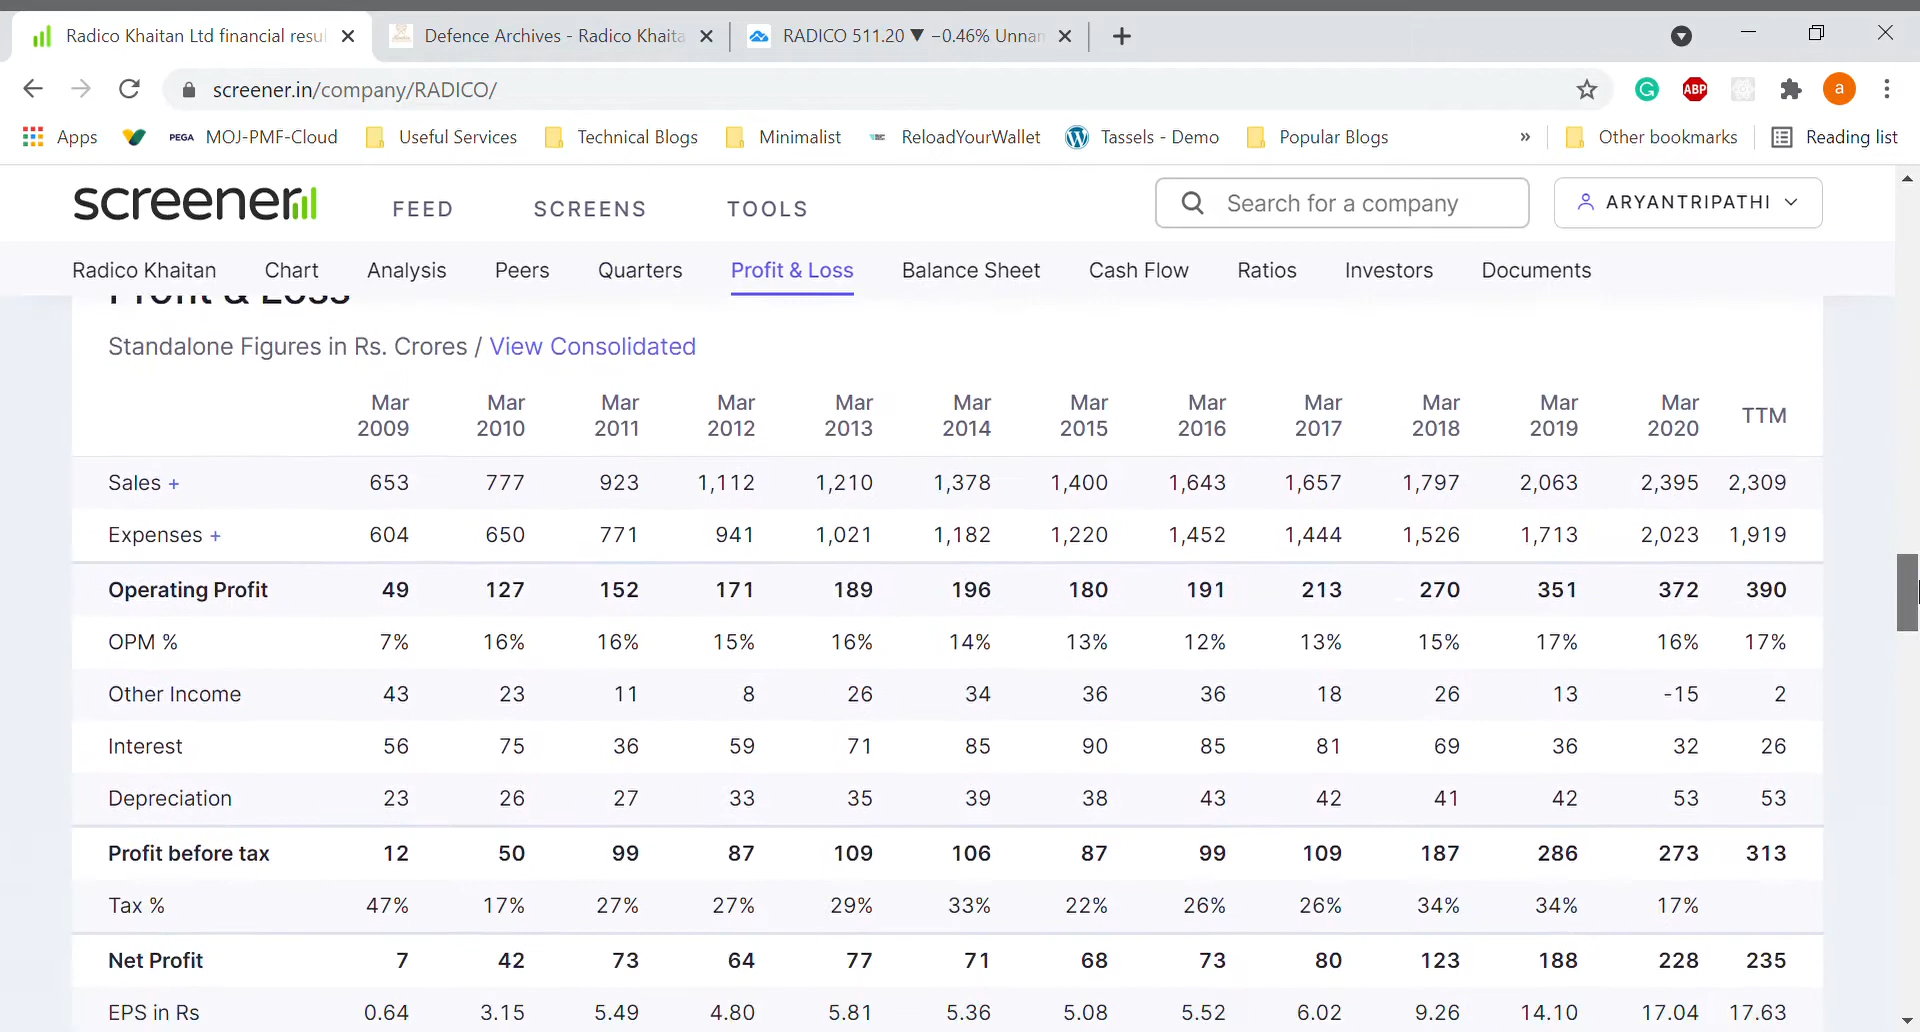 Radico Khaitan Ltd financial resul Defence Archives - Radico Khaita RADICO 511.20 ▼ −0.46% Unnan
screener.in/company/RADICO/ G ABP a
Apps PEGA MOJ-PMF-Cloud Useful Services Technical Blogs Minimalist ReloadYourWallet Tassels - Demo Popular Blogs » Other bookmarks Reading list
screener FEED SCREENS TOOLS Search for a company ARYANTRIPATHI
Radico Khaitan Chart Analysis Peers Quarters Profit & Loss Balance Sheet Cash Flow Ratios Investors Documents
Profit & Loss
Standalone Figures in Rs. Crores / View Consolidated
Mar 2009 Mar 2010 Mar 2011 Mar 2012 Mar 2013 Mar 2014 Mar 2015 Mar 2016 Mar 2017 Mar 2018 Mar 2019 Mar 2020 TTM
Sales + 653 777 923 1,112 1,210 1,378 1,400 1,643 1,657 1,797 2,063 2,395 2,309
Expenses + 604 650 771 941 1,021 1,182 1,220 1,452 1,444 1,526 1,713 2,023 1,919
Operating Profit 49 127 152 171 189 196 180 191 213 270 351 372 390
OPM % 7% 16% 16% 15% 16% 14% 13% 12% 13% 15% 17% 16% 17%
Other Income 43 23 11 8 26 34 36 36 18 26 13 -15 2
Interest 56 75 36 59 71 85 90 85 81 69 36 32 26
Depreciation 23 26 27 33 35 39 38 43 42 41 42 53 53
Profit before tax 12 50 99 87 109 106 87 99 109 187 286 273 313
Tax % 47% 17% 27% 27% 29% 33% 22% 26% 26% 34% 34% 17%
Net Profit 7 42 73 64 77 71 68 73 80 123 188 228 235
EPS in Rs 0.64 3.15 5.49 4.80 5.81 5.36 5.08 5.52 6.02 9.26 14.10 17.04 17.63